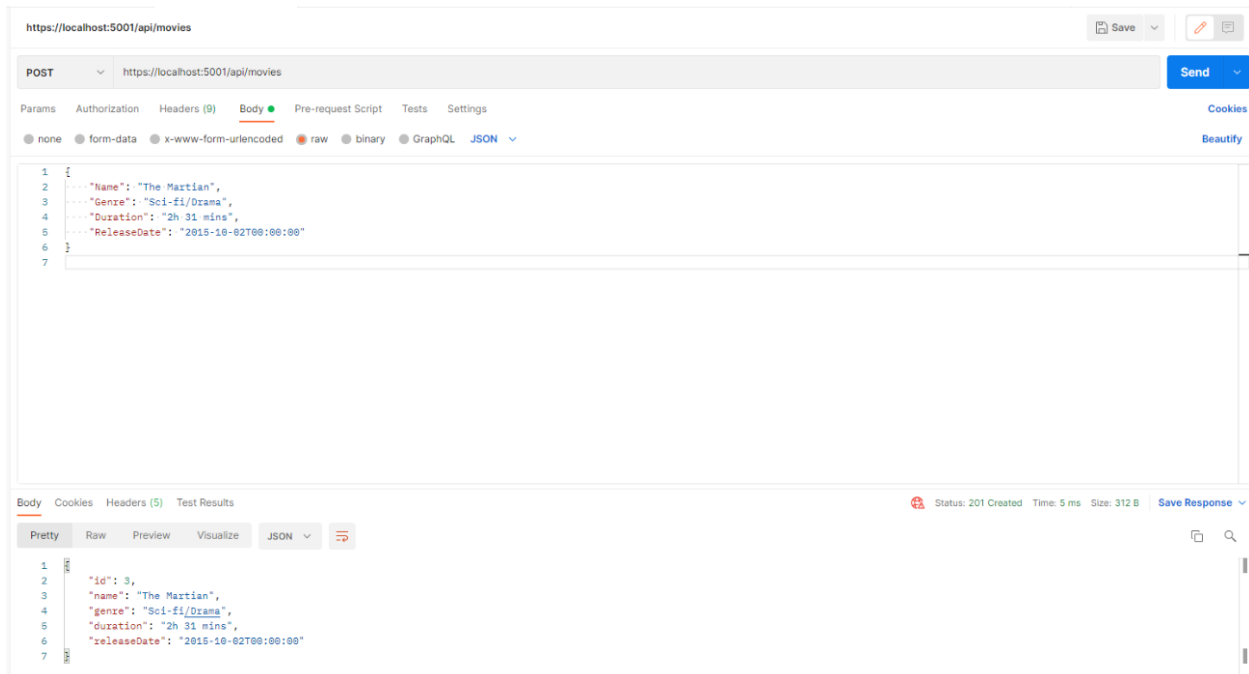 https://localhost:5001/api/movies Save
POST https://localhost:5001/api/movies Send
Params Authorization Headers (9) Body Pre-request Script Tests Settings Cookies
none form-data x-www-form-urlencoded raw binary GraphQL JSON Beautify
1 {
2 ····"Name":·"The·Martian",
3 ····"Genre":·"Sci-fi/Drama",
4 ····"Duration":·"2h·31·mins",
5 ····"ReleaseDate":·"2015-10-02T00:00:00"
6 }
7
Body Cookies Headers (5) Test Results Status: 201 Created Time: 5 ms Size: 312 B Save Response
Pretty Raw Preview Visualize JSON
1 {
2 "id": 3,
3 "name": "The Martian",
4 "genre": "Sci-fi/Drama",
5 "duration": "2h 31 mins",
6 "releaseDate": "2015-10-02T00:00:00"
7 }